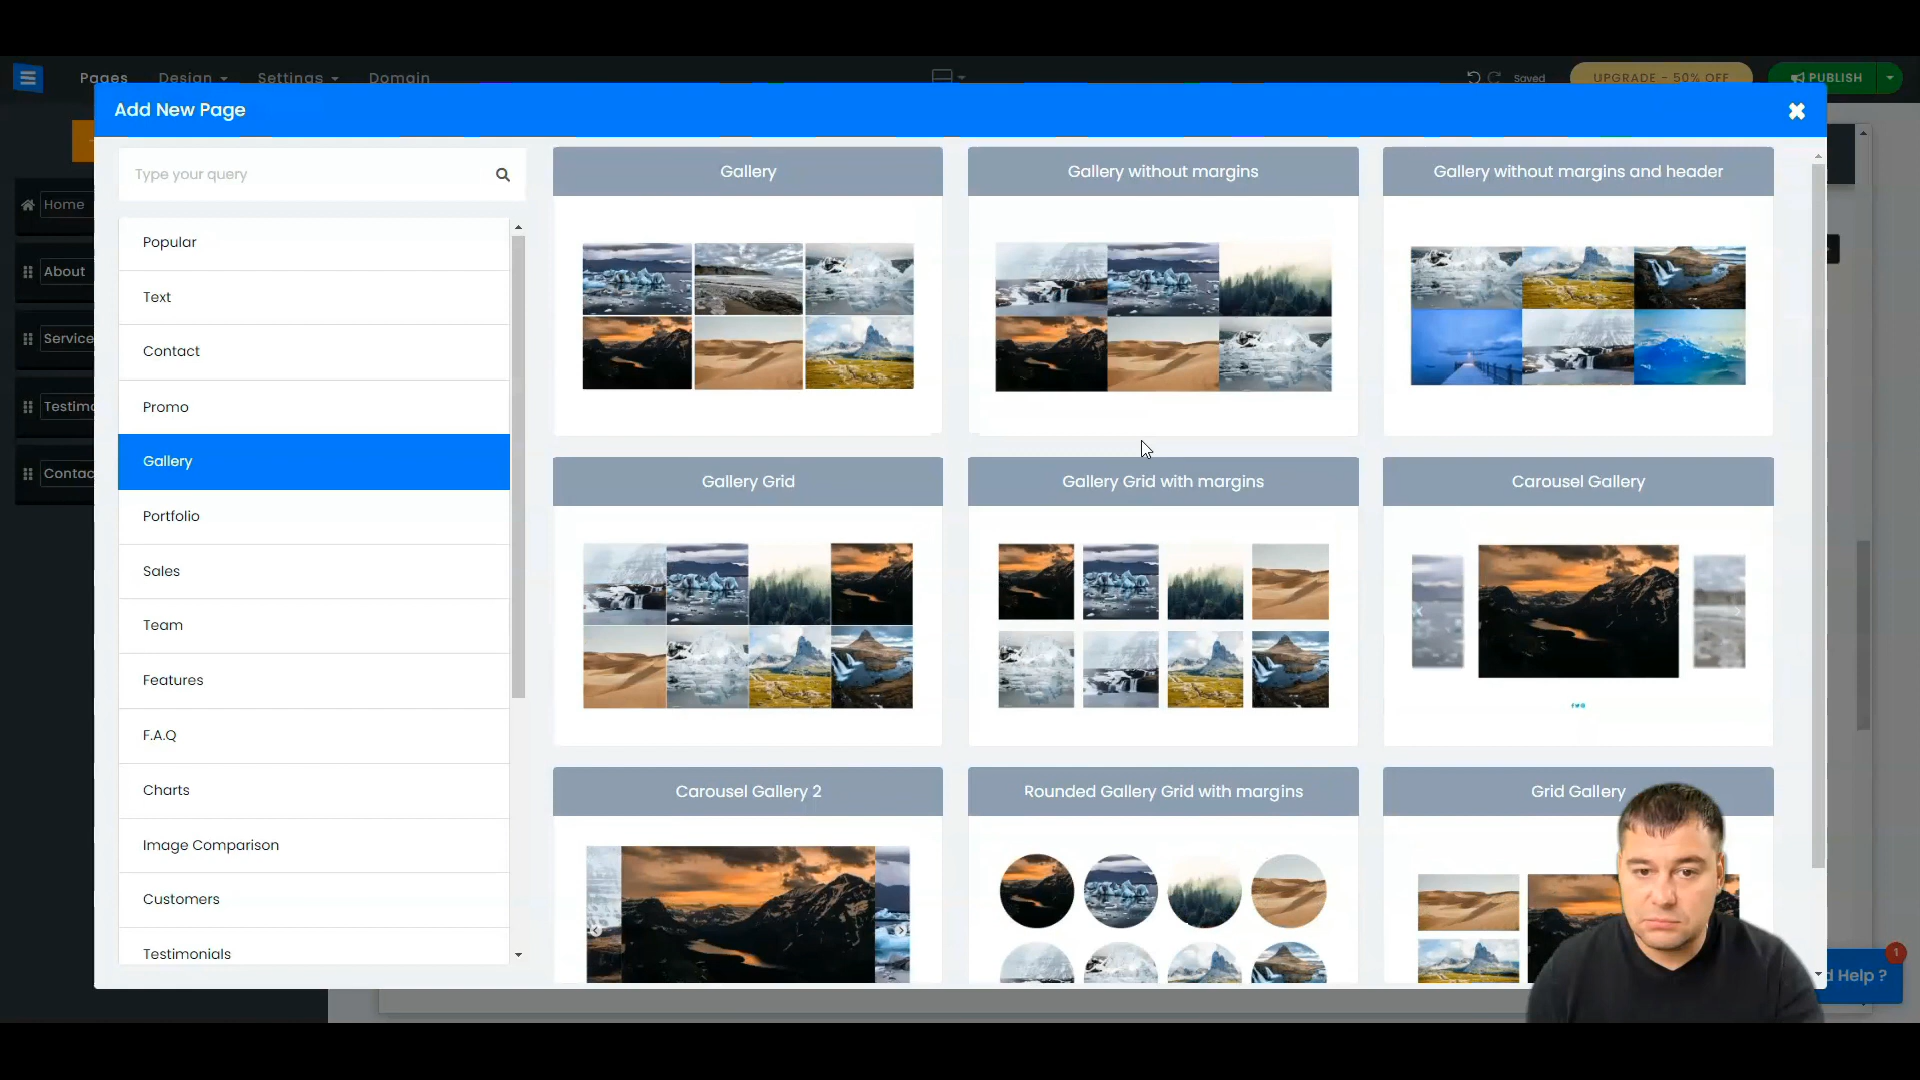 Pages
Design
Settings
Domain
Saved
UPGRADE - 50% OFF
PUBLISH
Add New Page
Type your query
Home
About
Service
Testimo
Contac
Popular
Text
Contact
Promo
Gallery
Portfolio
Sales
Team
Features
F.A.Q
Charts
Image Comparison
Customers
Testimonials
Gallery
Gallery without margins
Gallery without margins and header
Gallery Grid
Gallery Grid with margins
Carousel Gallery
Carousel Gallery 2
Rounded Gallery Grid with margins
Grid Gallery
d Help ?
1